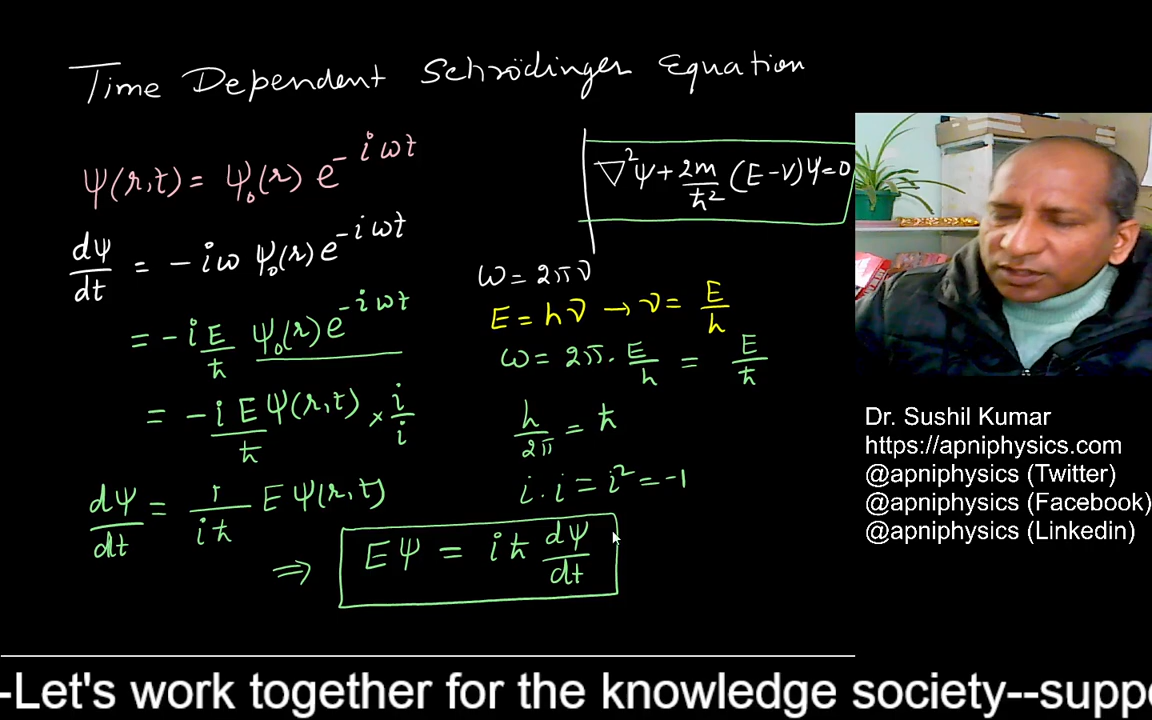 Time Dependent Schrödinger Equation
ψ(r,t) = ψ₀(r) e^{-iωt}
∇²ψ + 2m/ħ² (E-V)ψ=0
dψ/dt = -iω ψ₀(r) e^{-iωt}
ω = 2πν
= -iE/ħ ψ₀(r) e^{-iωt}
E = hν → ν = E/h
ω = 2π · E/h = E/ħ
= -iE/ħ ψ(r,t) × i/i
h/2π = ħ
i · i = i² = -1
dψ/dt = 1/iħ E ψ(r,t)
⇒ Eψ = iħ dψ/dt
Dr. Sushil Kumar
https://apniphysics.com
@apniphysics (Twitter)
@apniphysics (Facebook)
@apniphysics (Linkedin)
-Let's work together for the knowledge society--suppo